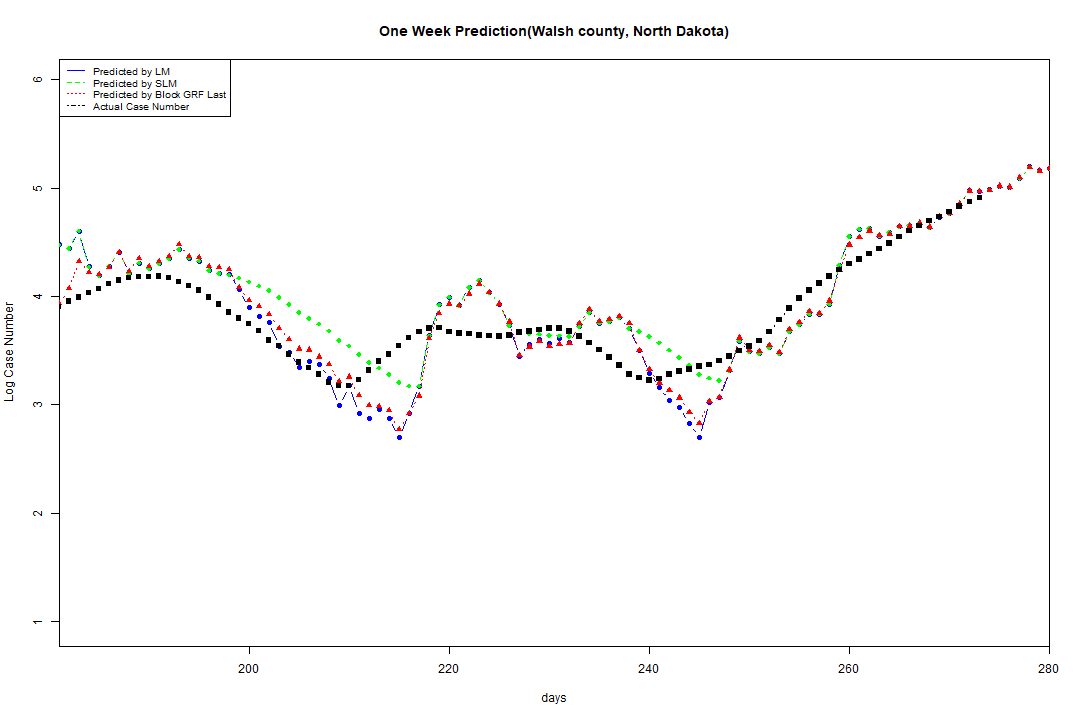 One Week Prediction(Walsh county, North Dakota)
Predicted by LM
Predicted by SLM
Predicted by Block GRF Last
Actual Case Number
Log Case Number
6
5
4
3
2
1
200 220 240 260 280
days